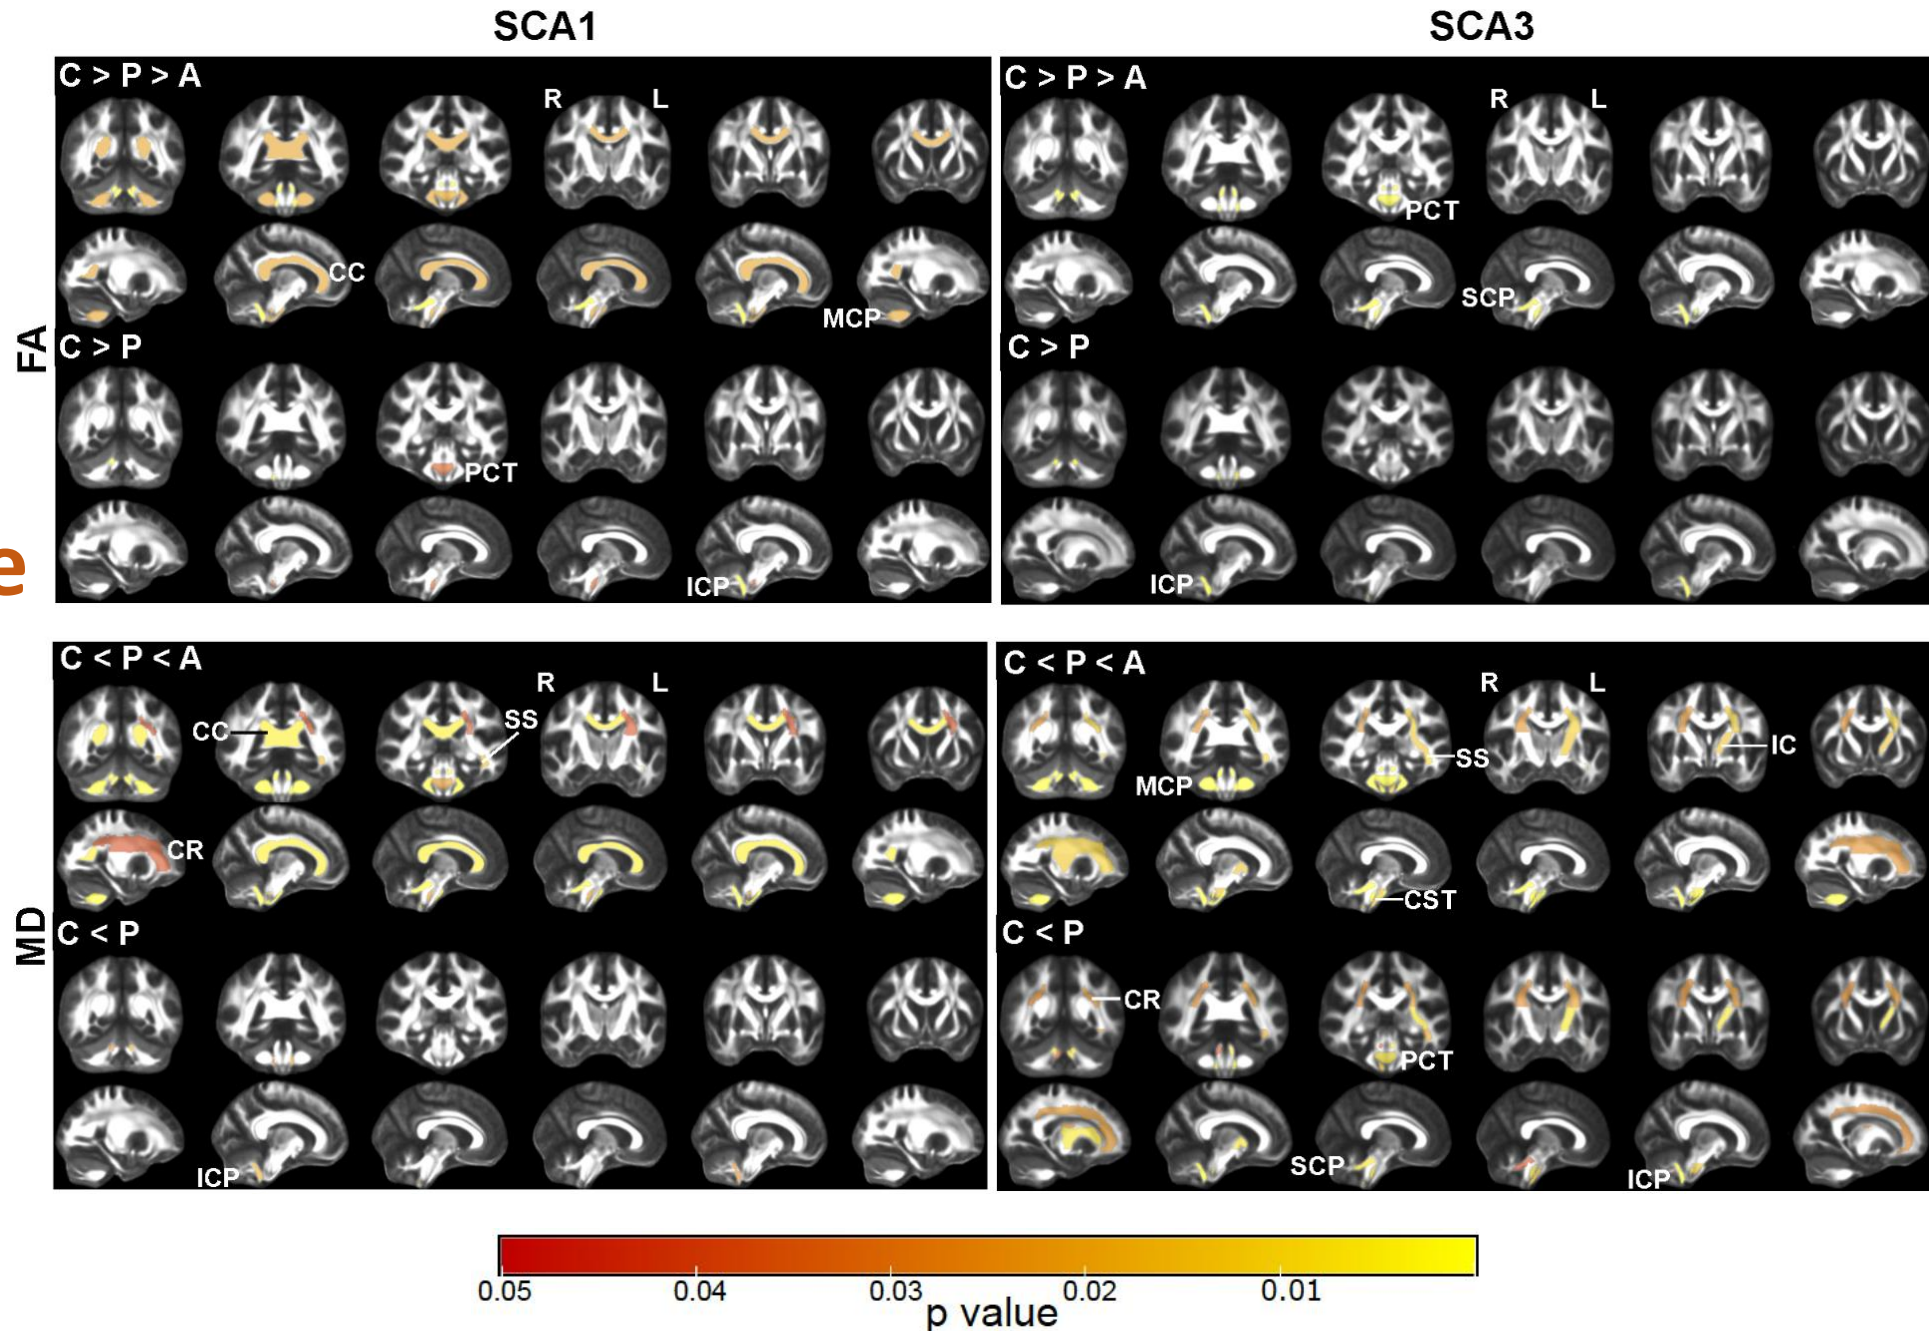 SCA1
SCA3
FA
C > P > A
R L
CC
MCP
C > P
PCT
ICP
C > P > A
R L
PCT
SCP
C > P
ICP
e
MD
C < P < A
R L
CC
SS
CR
C < P
ICP
C < P < A
R L
SS
IC
MCP
CST
C < P
CR
PCT
SCP
ICP
0.05 0.04 0.03 0.02 0.01
p value